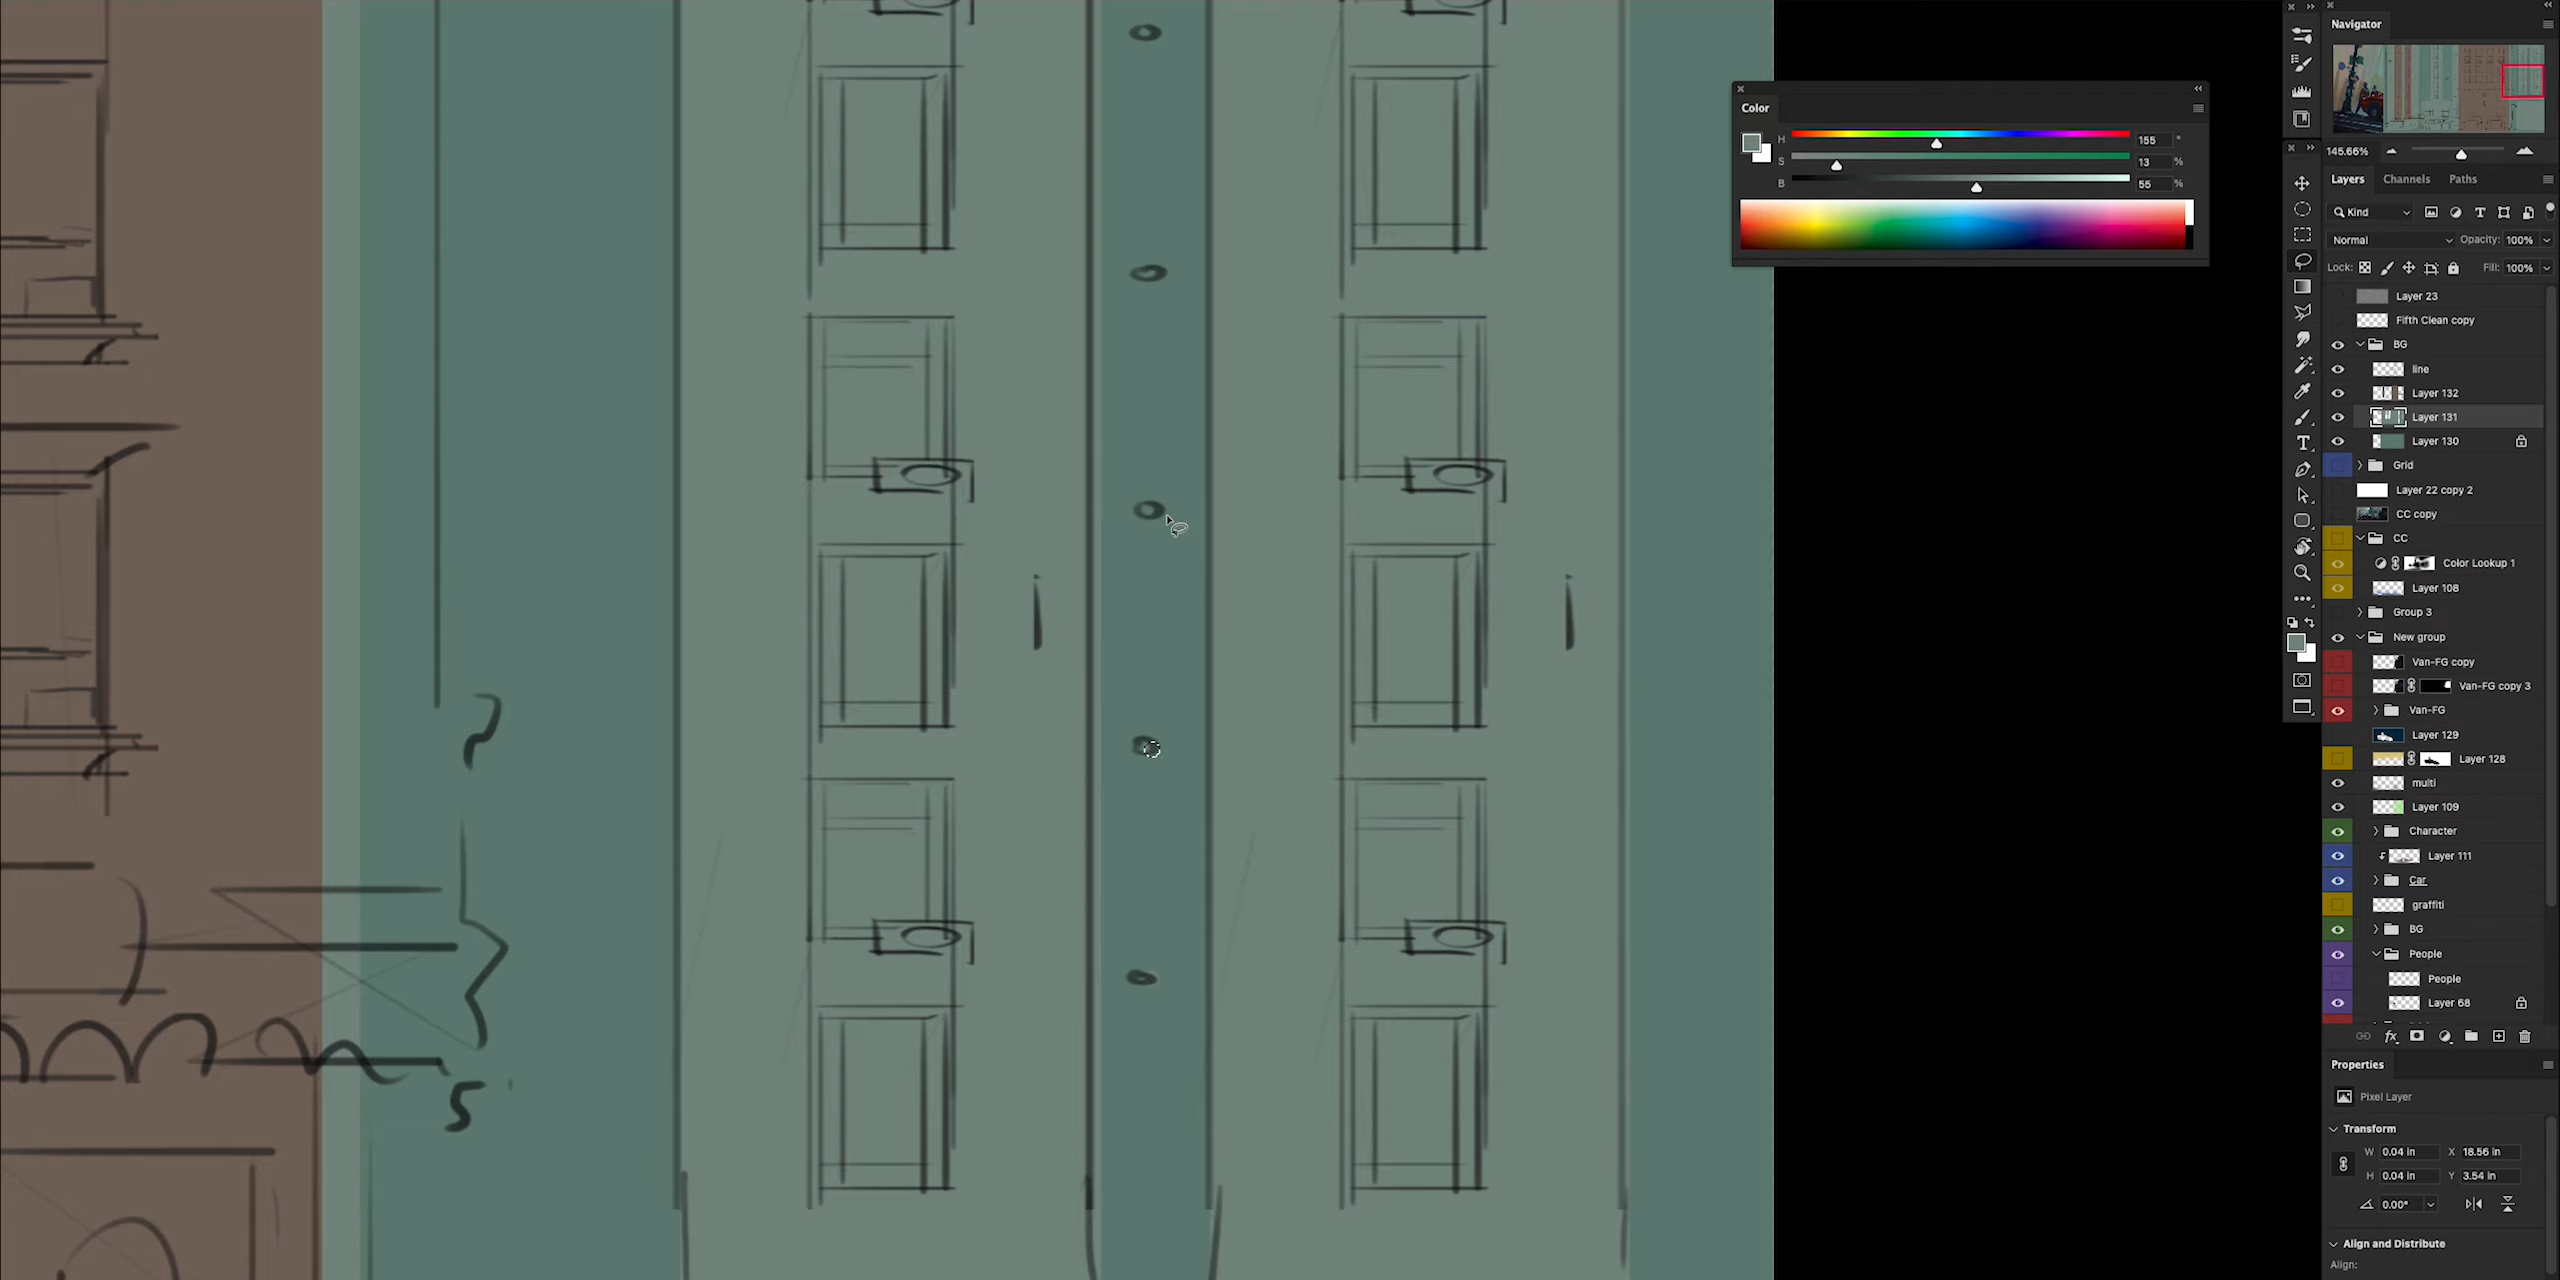 Navigator
145.66%
Color
H 155 °
S 13 %
B 55 %
Layers Channels Paths
Kind
Normal Opacity: 100%
Lock: Fill: 100%
Layer 23
Fifth Clean copy
BG
line
Layer 132
Layer 131
Layer 130
Grid
Layer 22 copy 2
CC copy
CC
Color Lookup 1
Layer 108
Group 3
New group
Van-FG copy
Van-FG copy 3
Van-FG
Layer 129
Layer 128
multi
Layer 109
Character
Layer 111
Car
graffiti
BG
People
People
Layer 68
Properties
Pixel Layer
Transform
W 0.04 in X 18.56 in
H 0.04 in Y 3.54 in
0.00°
Align and Distribute
Align: